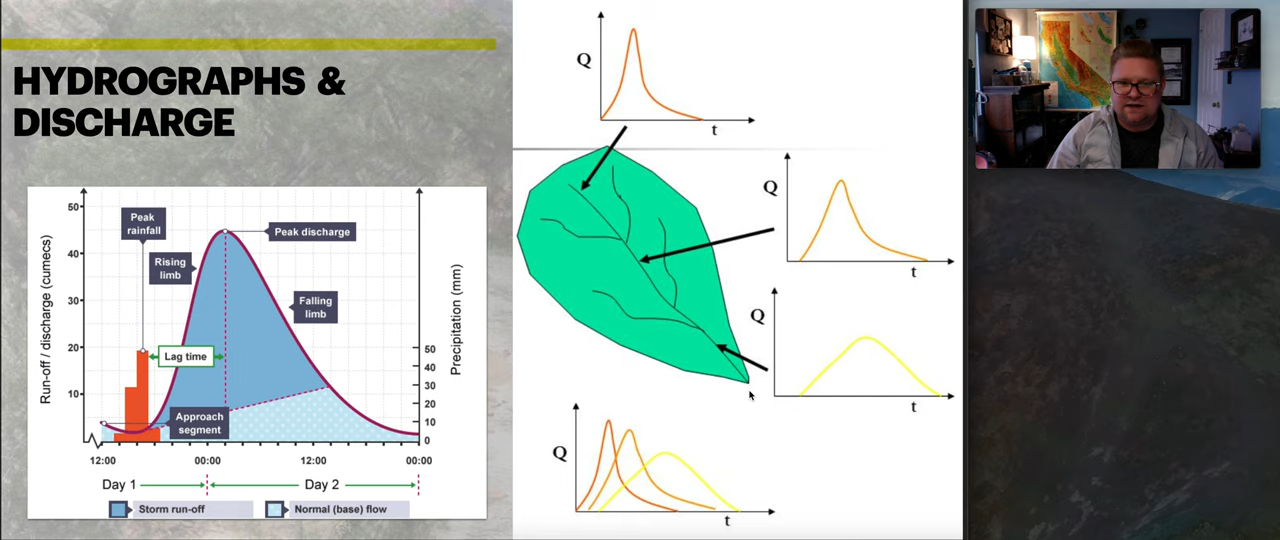 HYDROGRAPHS &
DISCHARGE
Run-off / discharge (cumecs)
50
40
30
20
10
Peak
rainfall
Rising
limb
Peak discharge
Falling
limb
Lag time
Approach
segment
Precipitation (mm)
50
40
30
20
10
0
12:00
00:00
12:00
00:00
Day 1
Day 2
Storm run-off
Normal (base) flow
Q
t
Q
t
Q
t
Q
t